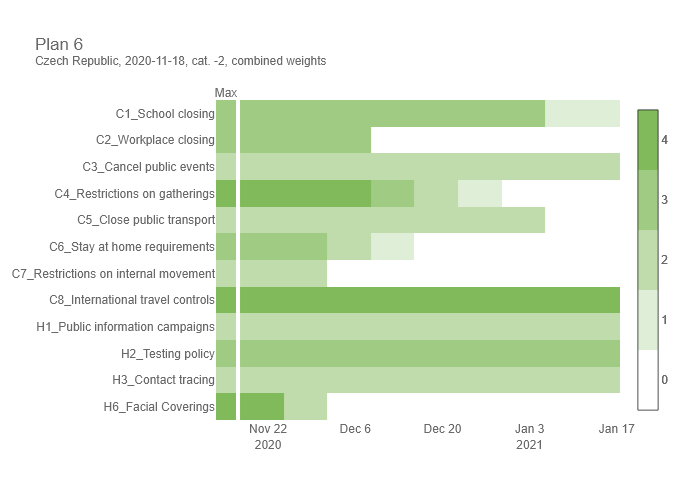 Plan 6
Czech Republic, 2020-11-18, cat. -2, combined weights
Max
C1_School closing
C2_Workplace closing
C3_Cancel public events
C4_Restrictions on gatherings
C5_Close public transport
C6_Stay at home requirements
C7_Restrictions on internal movement
C8_International travel controls
H1_Public information campaigns
H2_Testing policy
H3_Contact tracing
H6_Facial Coverings
Nov 22 Dec 6 Dec 20 Jan 3 Jan 17
2020 2021
4
3
2
1
0